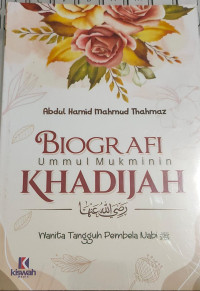 Abdul Hamid Mahmud Thahmaz
BIOGRAFI
Ummul Mukminin
KHADIJAH
رضي الله عنها
Wanita Tangguh Pembela Nabi ﷺ
kiswah